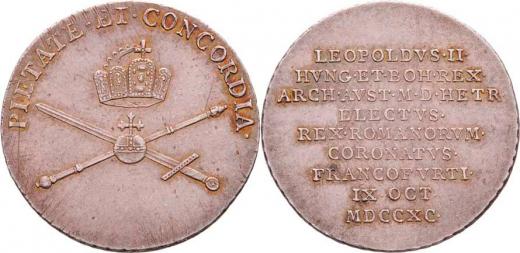 PIETATE · ET · CONCORDIA ·
LEOPOLDVS · II
HVNG · ET · BOH · REX ·
ARCH · AVST · M · D · HETR
ELECTVS ·
REX · ROMANORVM ·
CORONATVS ·
FRANCOFVRTI ·
IX OCT
MDCCXC ·